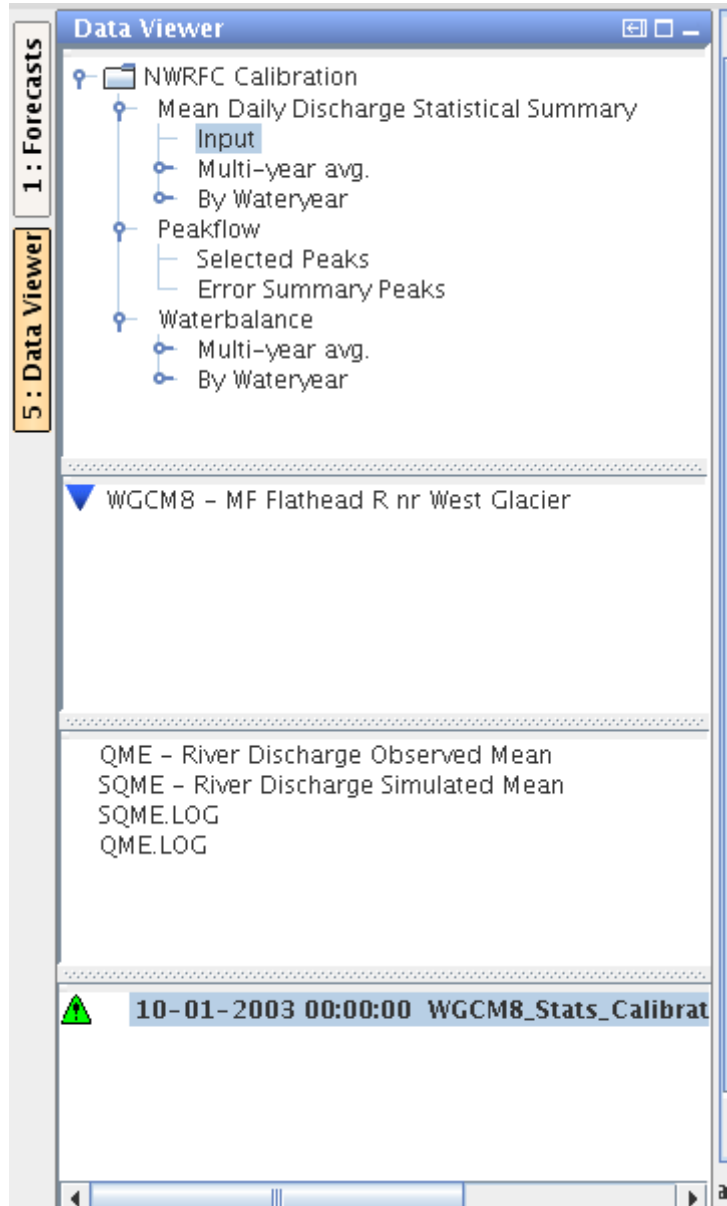 Data Viewer
1 : Forecasts
5 : Data Viewer
NWRFC Calibration
Mean Daily Discharge Statistical Summary
Input
Multi-year avg.
By Wateryear
Peakflow
Selected Peaks
Error Summary Peaks
Waterbalance
Multi-year avg.
By Wateryear
WGCM8 - MF Flathead R nr West Glacier
QME - River Discharge Observed Mean
SQME - River Discharge Simulated Mean
SQME.LOG
QME.LOG
10-01-2003 00:00:00 WGCM8_Stats_Calibrat